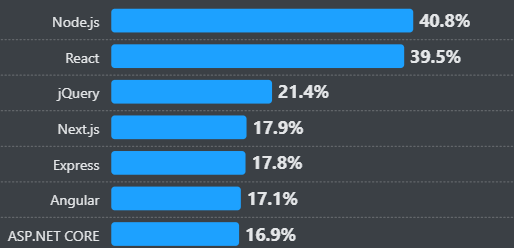 Node.js 40.8%
React 39.5%
jQuery 21.4%
Next.js 17.9%
Express 17.8%
Angular 17.1%
ASP.NET CORE 16.9%